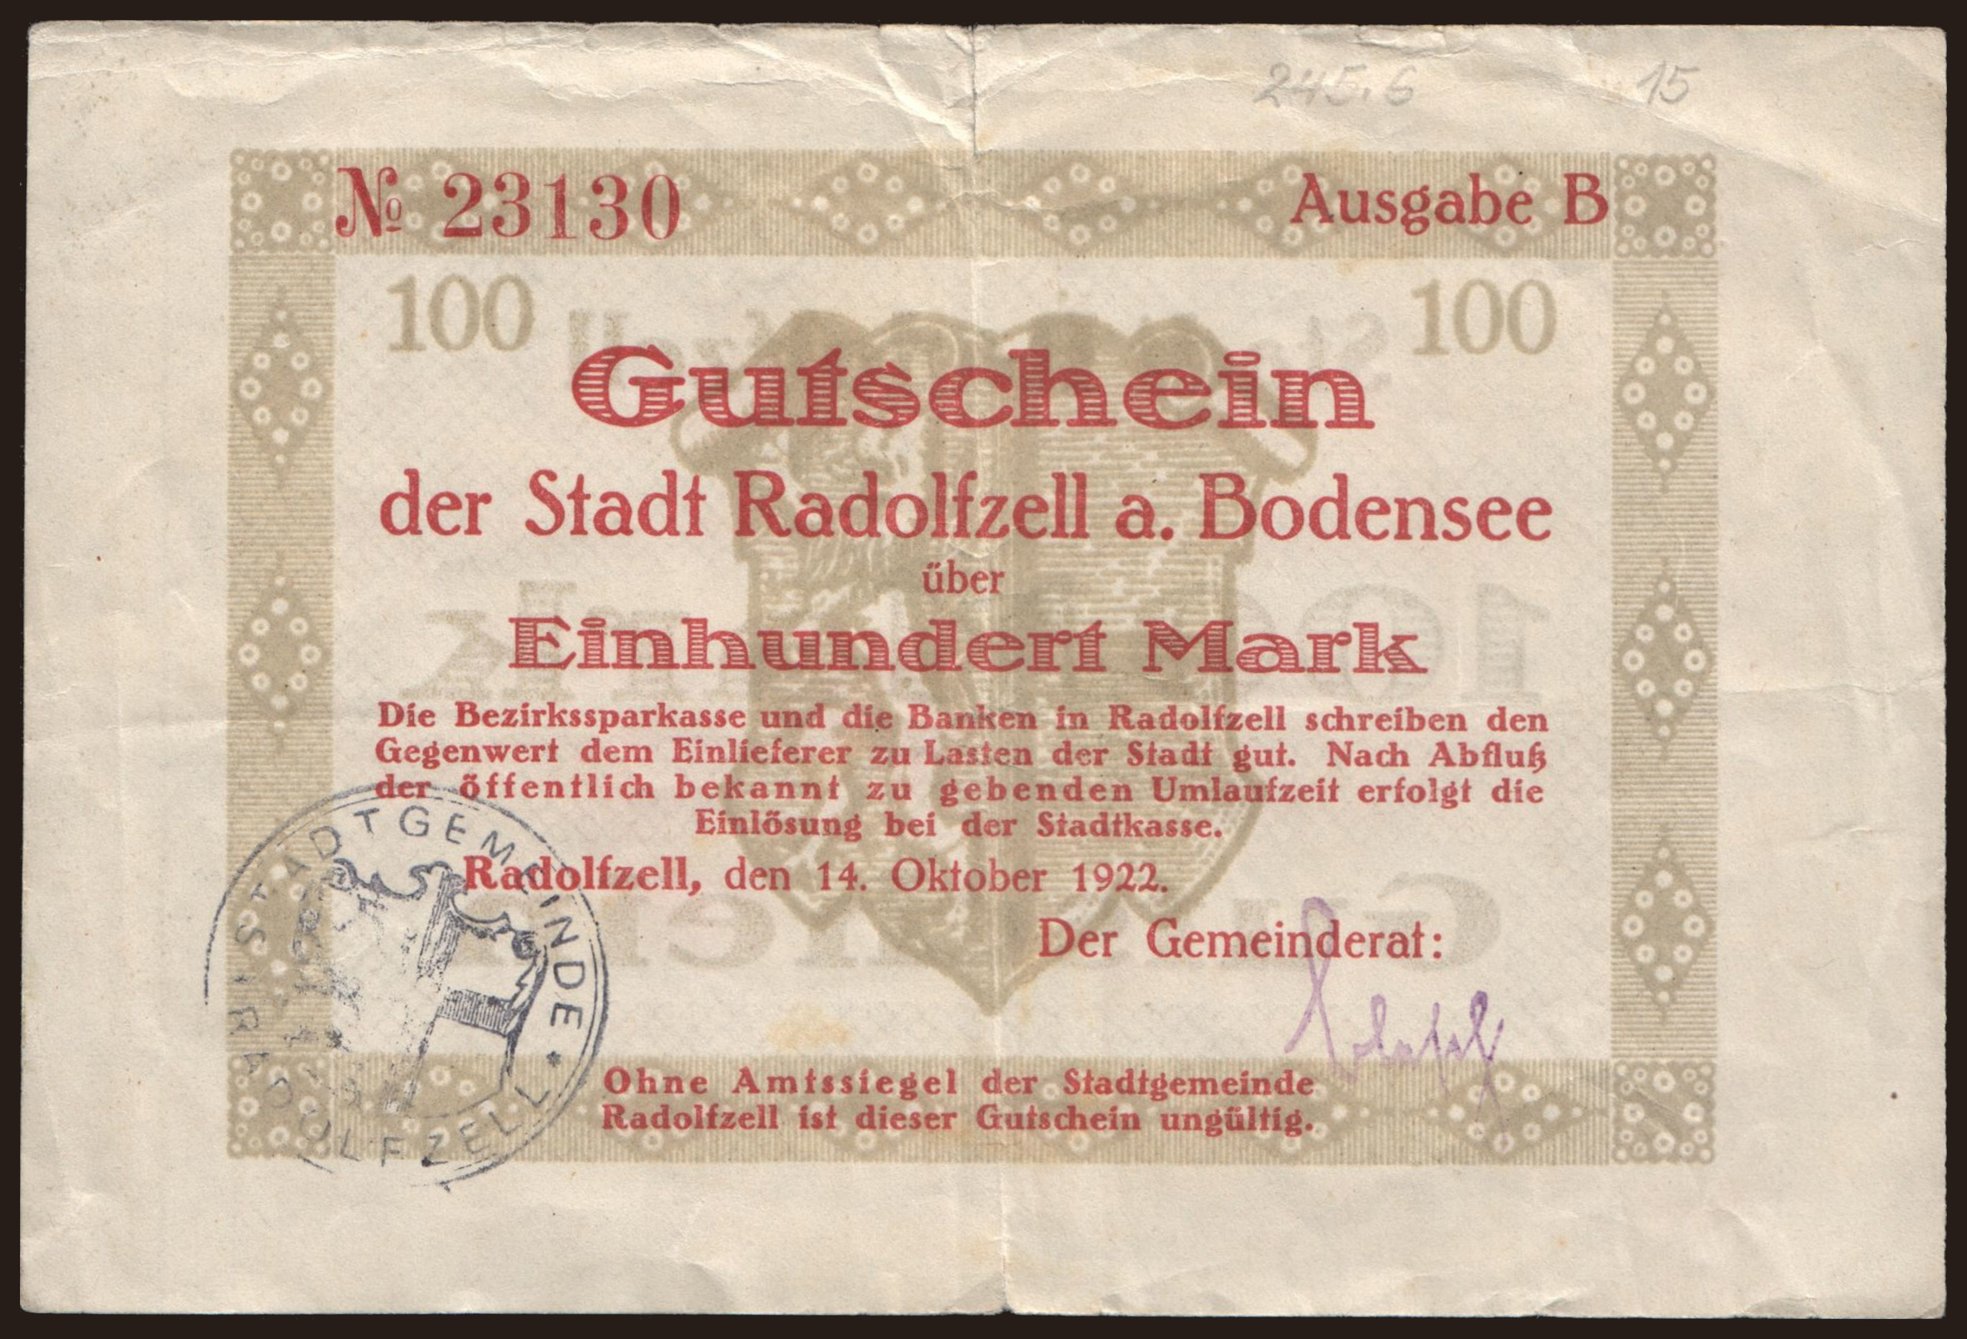 245.6 15
№ 23130 Ausgabe B
100 100
Gutschein
der Stadt Radolfzell a. Bodensee
über
Einhundert Mark
Die Bezirkssparkasse und die Banken in Radolfzell schreiben den
Gegenwert dem Einlieferer zu Lasten der Stadt gut. Nach Abfluß
der öffentlich bekannt zu gebenden Umlaufzeit erfolgt die
Einlösung bei der Stadtkasse.
Radolfzell, den 14. Oktober 1922.
Der Gemeinderat:
STADTGEMEINDE * RADOLFZELL
Ohne Amtssiegel der Stadtgemeinde
Radolfzell ist dieser Gutschein ungültig.